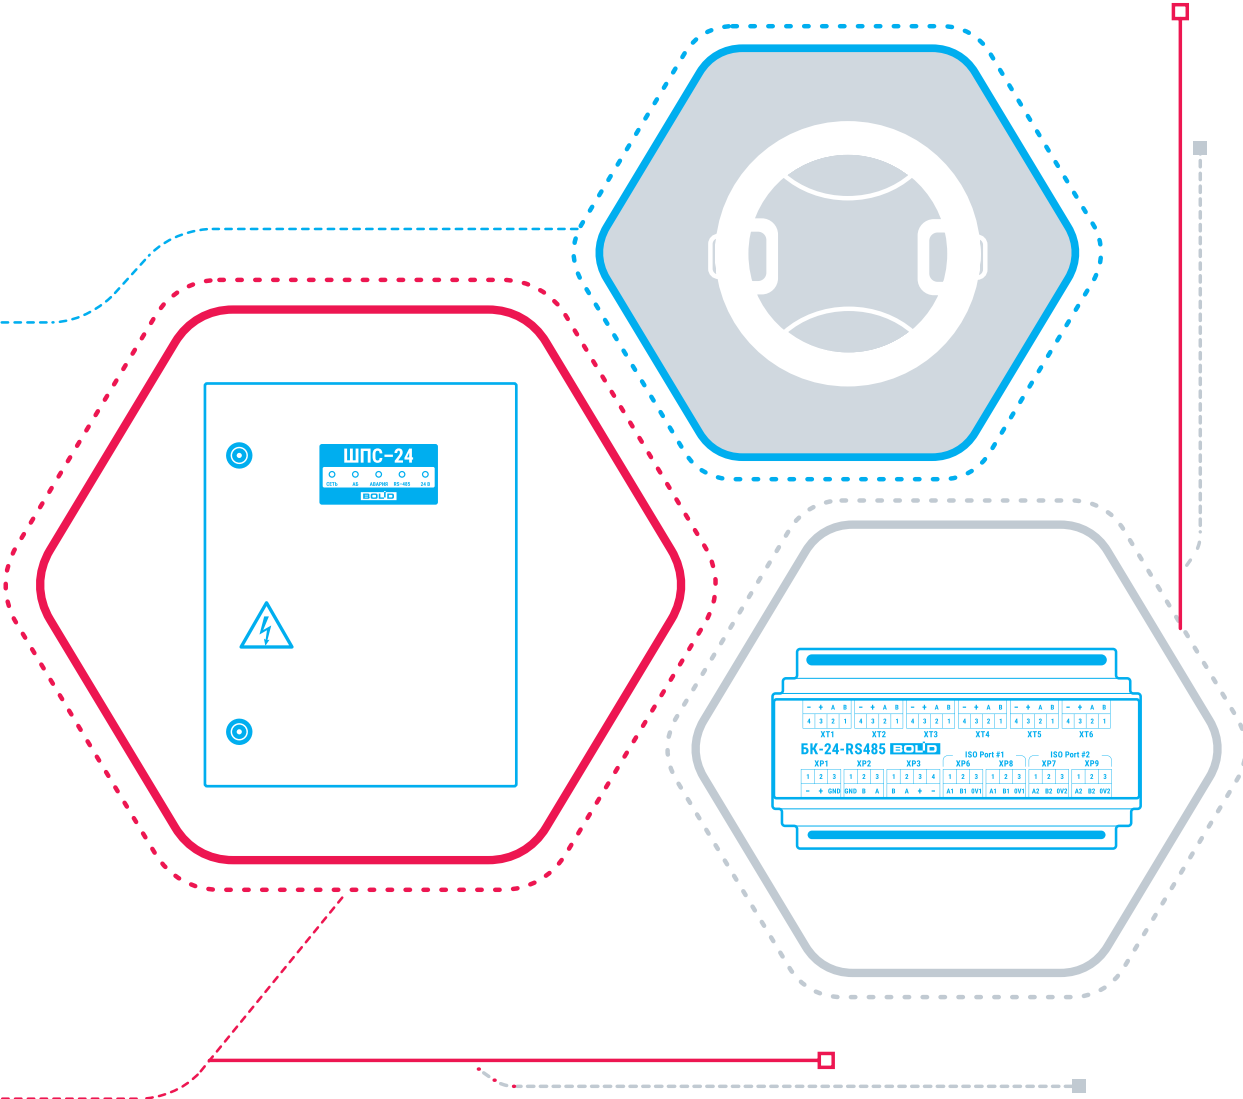 ШПС-24
СЕТЬ АБ АВАРИЯ RS-485 24 В
BOLID
− + A B − + A B − + A B − + A B − + A B − + A B
4 3 2 1 4 3 2 1 4 3 2 1 4 3 2 1 4 3 2 1 4 3 2 1
XT1 XT2 XT3 XT4 XT5 XT6
БК-24-RS485 BOLID
ISO Port #1 ISO Port #2
XP1 XP2 XP3 XP6 XP8 XP7 XP9
1 2 3 1 2 3 1 2 3 4 1 2 3 1 2 3 1 2 3 1 2 3
− + GND GND B A B A + − A1 B1 0V1 A1 B1 0V1 A2 B2 0V2 A2 B2 0V2